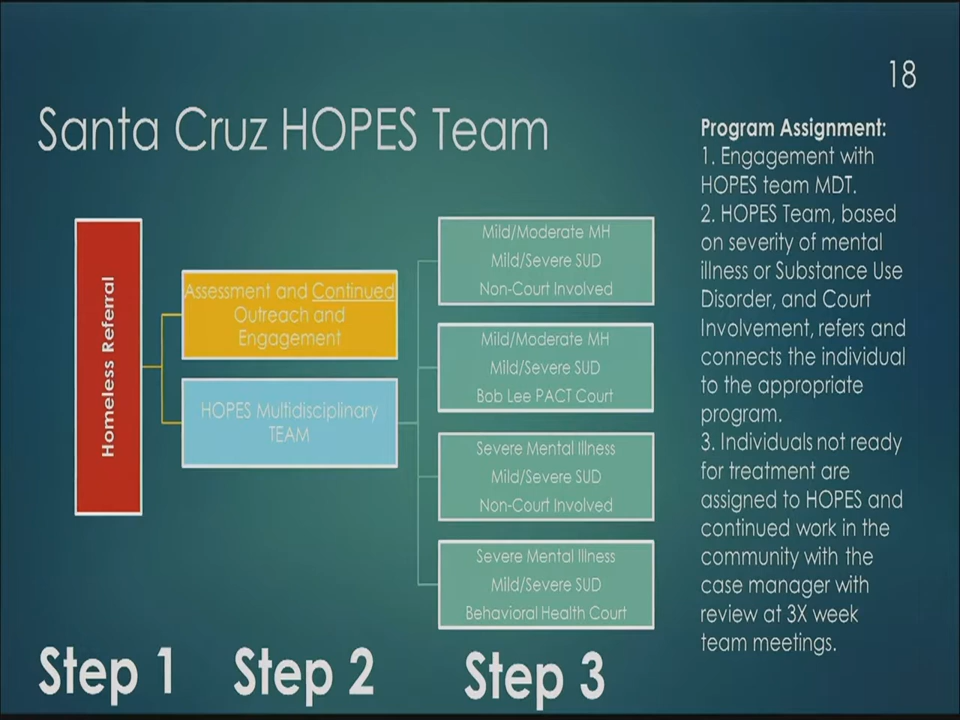 18
Santa Cruz HOPES Team
Homeless Referral
Assessment and Continued
Outreach and
Engagement
HOPES Multidisciplinary
TEAM
Mild/Moderate MH
Mild/Severe SUD
Non-Court Involved
Mild/Moderate MH
Mild/Severe SUD
Bob Lee PACT Court
Severe Mental Illness
Mild/Severe SUD
Non-Court Involved
Severe Mental Illness
Mild/Severe SUD
Behavioral Health Court
Program Assignment:
1. Engagement with
HOPES team MDT.
2. HOPES Team, based
on severity of mental
illness or Substance Use
Disorder, and Court
Involvement, refers and
connects the individual
to the appropriate
program.
3. Individuals not ready
for treatment are
assigned to HOPES and
continued work in the
community with the
case manager with
review at 3X week
team meetings.
Step 1
Step 2
Step 3